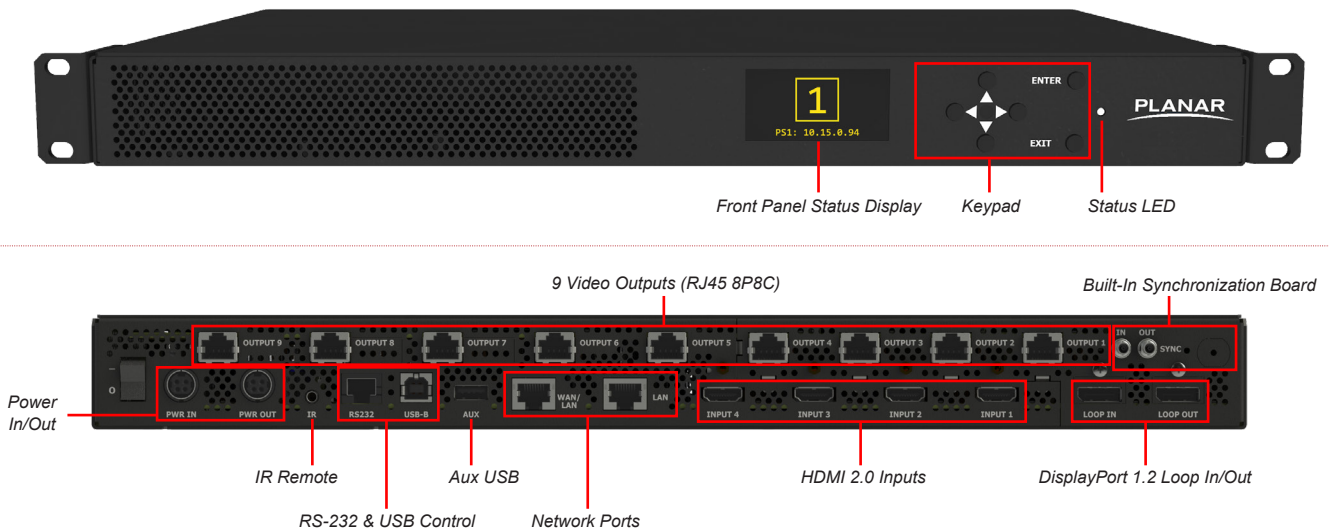 ENTER
1
PLANAR
PS1: 10.15.0.94
EXIT
Front Panel Status Display
Keypad
Status LED
9 Video Outputs (RJ45 8P8C)
Built-In Synchronization Board
OUTPUT 9
OUTPUT 8
OUTPUT 7
OUTPUT 6
OUTPUT 5
OUTPUT 4
OUTPUT 3
OUTPUT 2
OUTPUT 1
IN
OUT
SYNC
Power
In/Out
PWR IN
PWR OUT
IR
RS232
USB-B
AUX
WAN/
LAN
LAN
INPUT 4
INPUT 3
INPUT 2
INPUT 1
LOOP IN
LOOP OUT
IR Remote
Aux USB
HDMI 2.0 Inputs
DisplayPort 1.2 Loop In/Out
RS-232 & USB Control
Network Ports